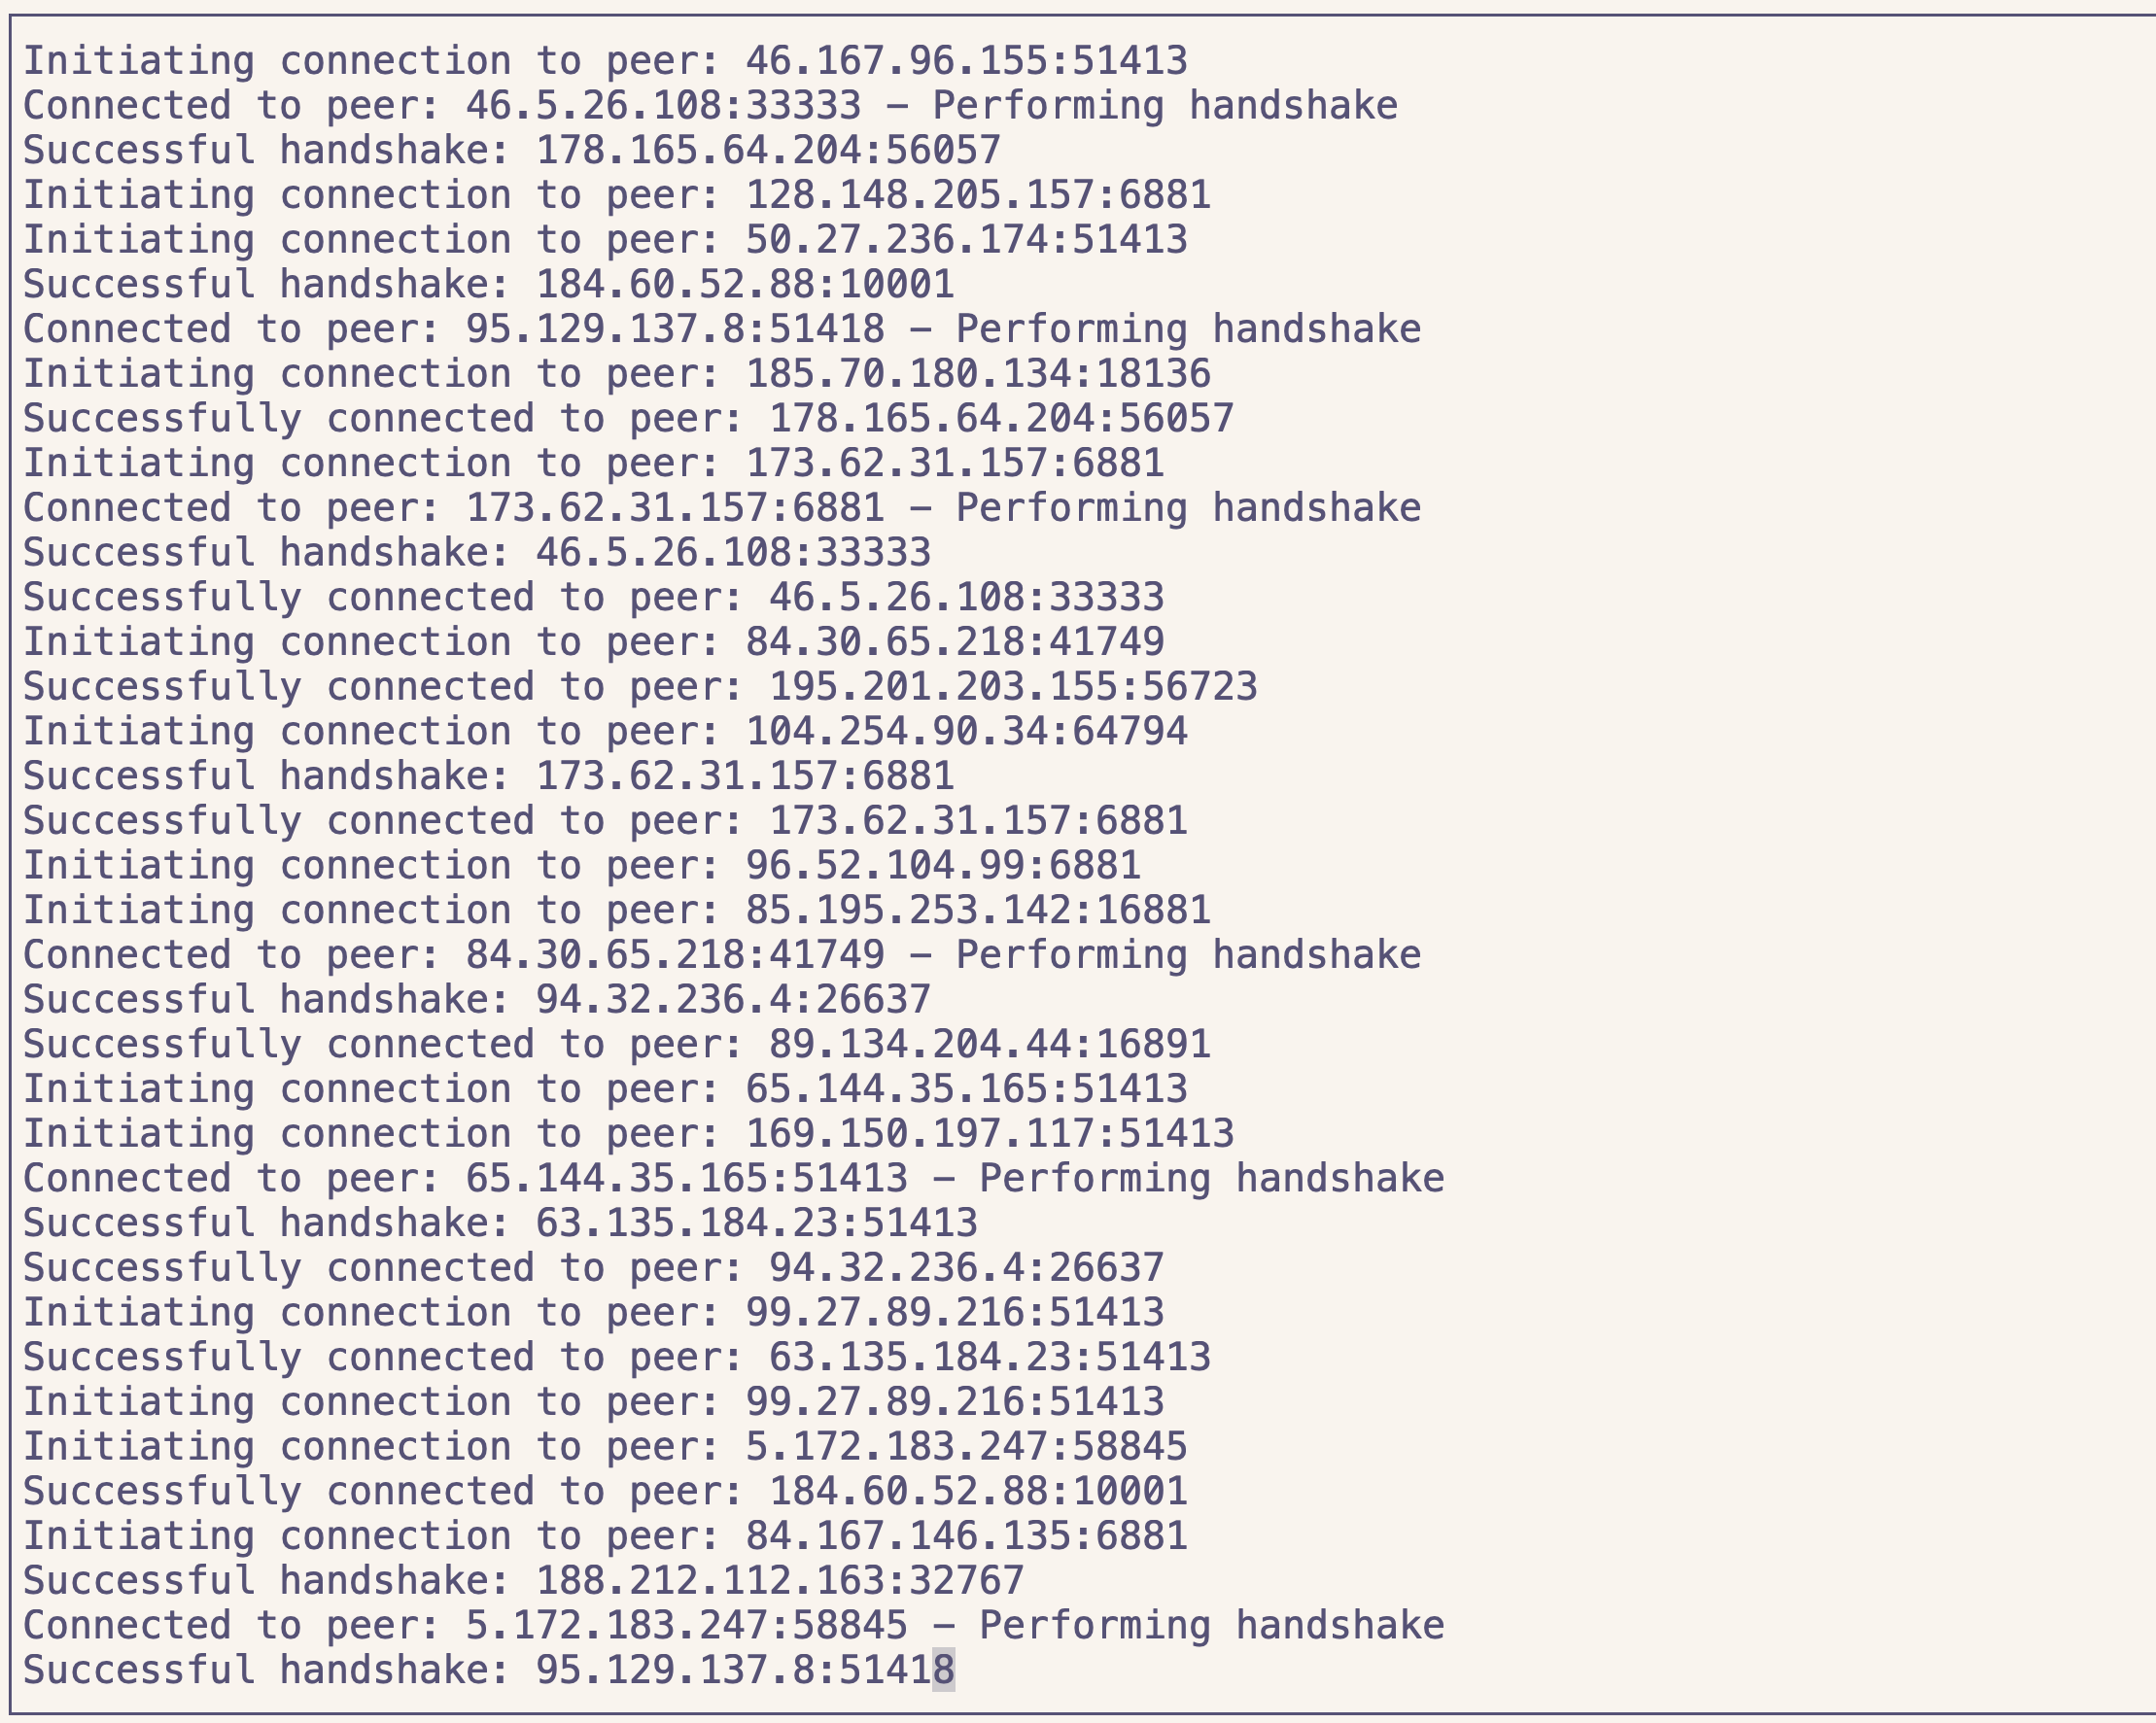 Initiating connection to peer: 46.167.96.155:51413
Connected to peer: 46.5.26.108:33333 – Performing handshake
Successful handshake: 178.165.64.204:56057
Initiating connection to peer: 128.148.205.157:6881
Initiating connection to peer: 50.27.236.174:51413
Successful handshake: 184.60.52.88:10001
Connected to peer: 95.129.137.8:51418 – Performing handshake
Initiating connection to peer: 185.70.180.134:18136
Successfully connected to peer: 178.165.64.204:56057
Initiating connection to peer: 173.62.31.157:6881
Connected to peer: 173.62.31.157:6881 – Performing handshake
Successful handshake: 46.5.26.108:33333
Successfully connected to peer: 46.5.26.108:33333
Initiating connection to peer: 84.30.65.218:41749
Successfully connected to peer: 195.201.203.155:56723
Initiating connection to peer: 104.254.90.34:64794
Successful handshake: 173.62.31.157:6881
Successfully connected to peer: 173.62.31.157:6881
Initiating connection to peer: 96.52.104.99:6881
Initiating connection to peer: 85.195.253.142:16881
Connected to peer: 84.30.65.218:41749 – Performing handshake
Successful handshake: 94.32.236.4:26637
Successfully connected to peer: 89.134.204.44:16891
Initiating connection to peer: 65.144.35.165:51413
Initiating connection to peer: 169.150.197.117:51413
Connected to peer: 65.144.35.165:51413 – Performing handshake
Successful handshake: 63.135.184.23:51413
Successfully connected to peer: 94.32.236.4:26637
Initiating connection to peer: 99.27.89.216:51413
Successfully connected to peer: 63.135.184.23:51413
Initiating connection to peer: 99.27.89.216:51413
Initiating connection to peer: 5.172.183.247:58845
Successfully connected to peer: 184.60.52.88:10001
Initiating connection to peer: 84.167.146.135:6881
Successful handshake: 188.212.112.163:32767
Connected to peer: 5.172.183.247:58845 – Performing handshake
Successful handshake: 95.129.137.8:51418